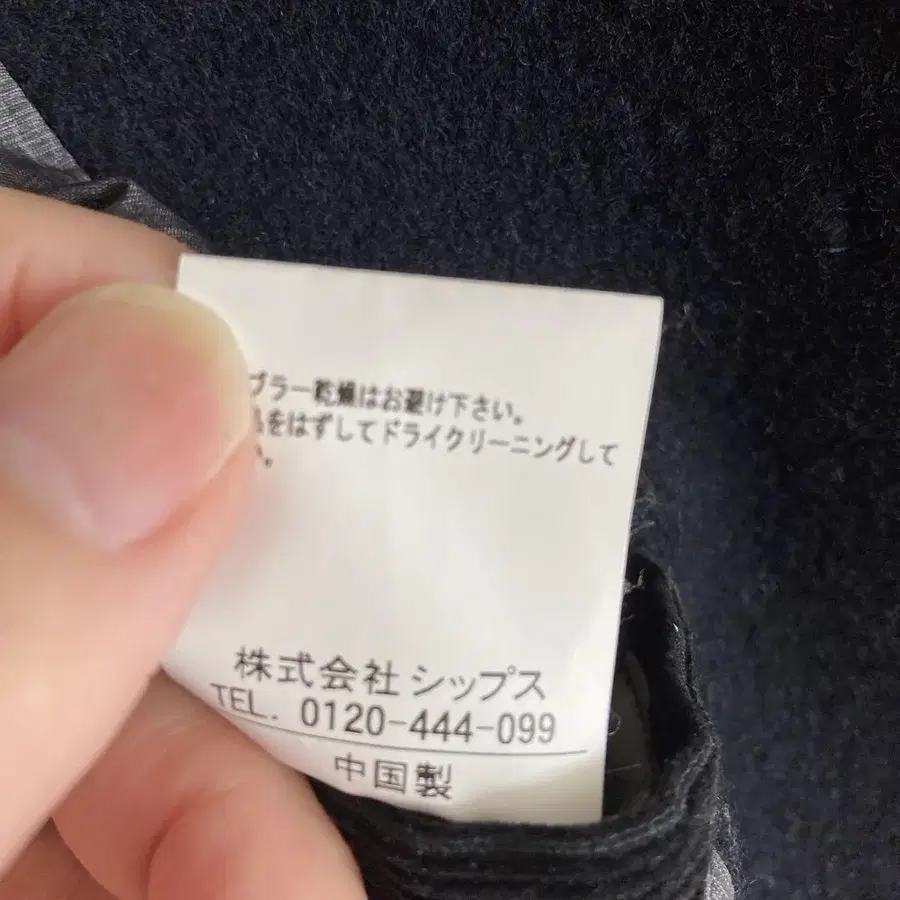 ブラー乾燥はお避け下さい。
をはずしてドライクリーニングして
い。
株式会社 シップス
TEL. 0120-444-099
中国製